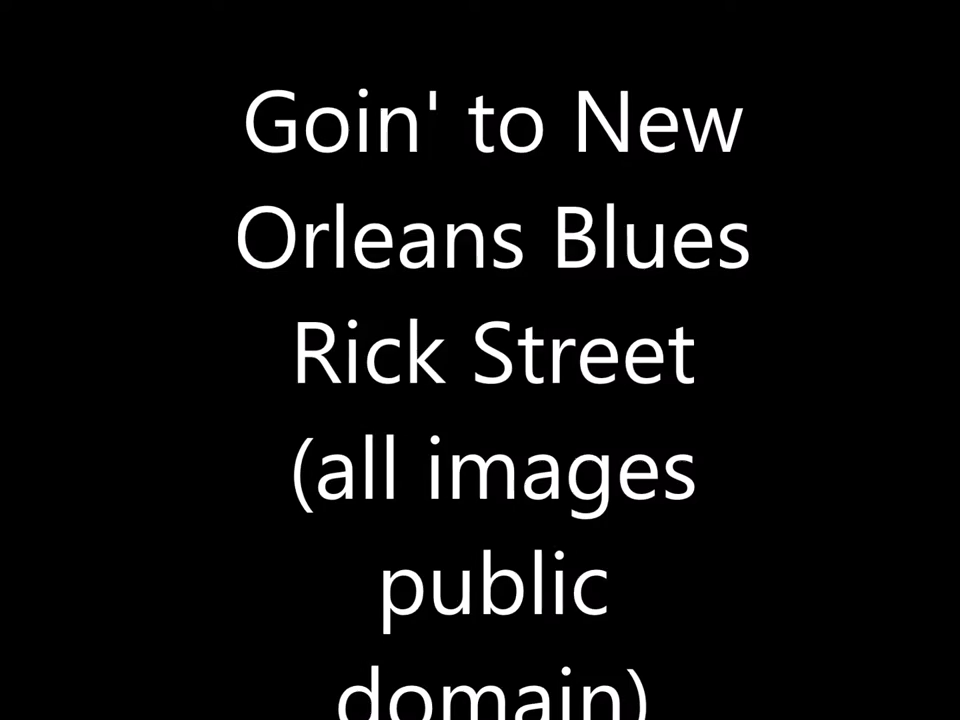 Goin' to New
Orleans Blues
Rick Street
(all images
public
domain)